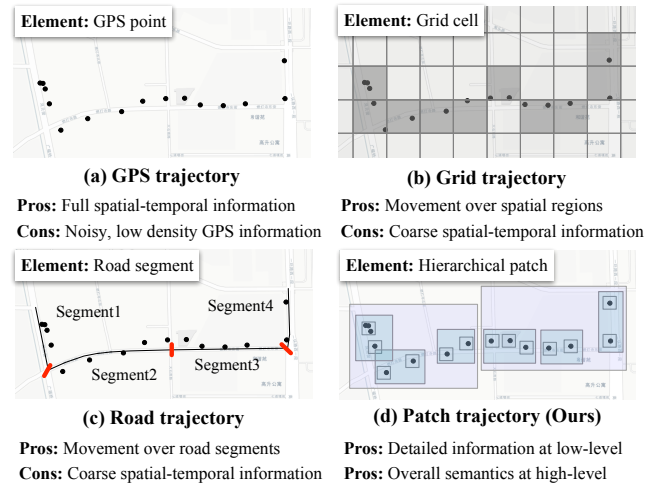 Element: GPS point
Element: Grid cell
(a) GPS trajectory
(b) Grid trajectory
Pros: Full spatial-temporal information
Cons: Noisy, low density GPS information
Pros: Movement over spatial regions
Cons: Coarse spatial-temporal information
Element: Road segment
Element: Hierarchical patch
Segment1
Segment4
Segment2
Segment3
(c) Road trajectory
(d) Patch trajectory (Ours)
Pros: Movement over road segments
Cons: Coarse spatial-temporal information
Pros: Detailed information at low-level
Pros: Overall semantics at high-level